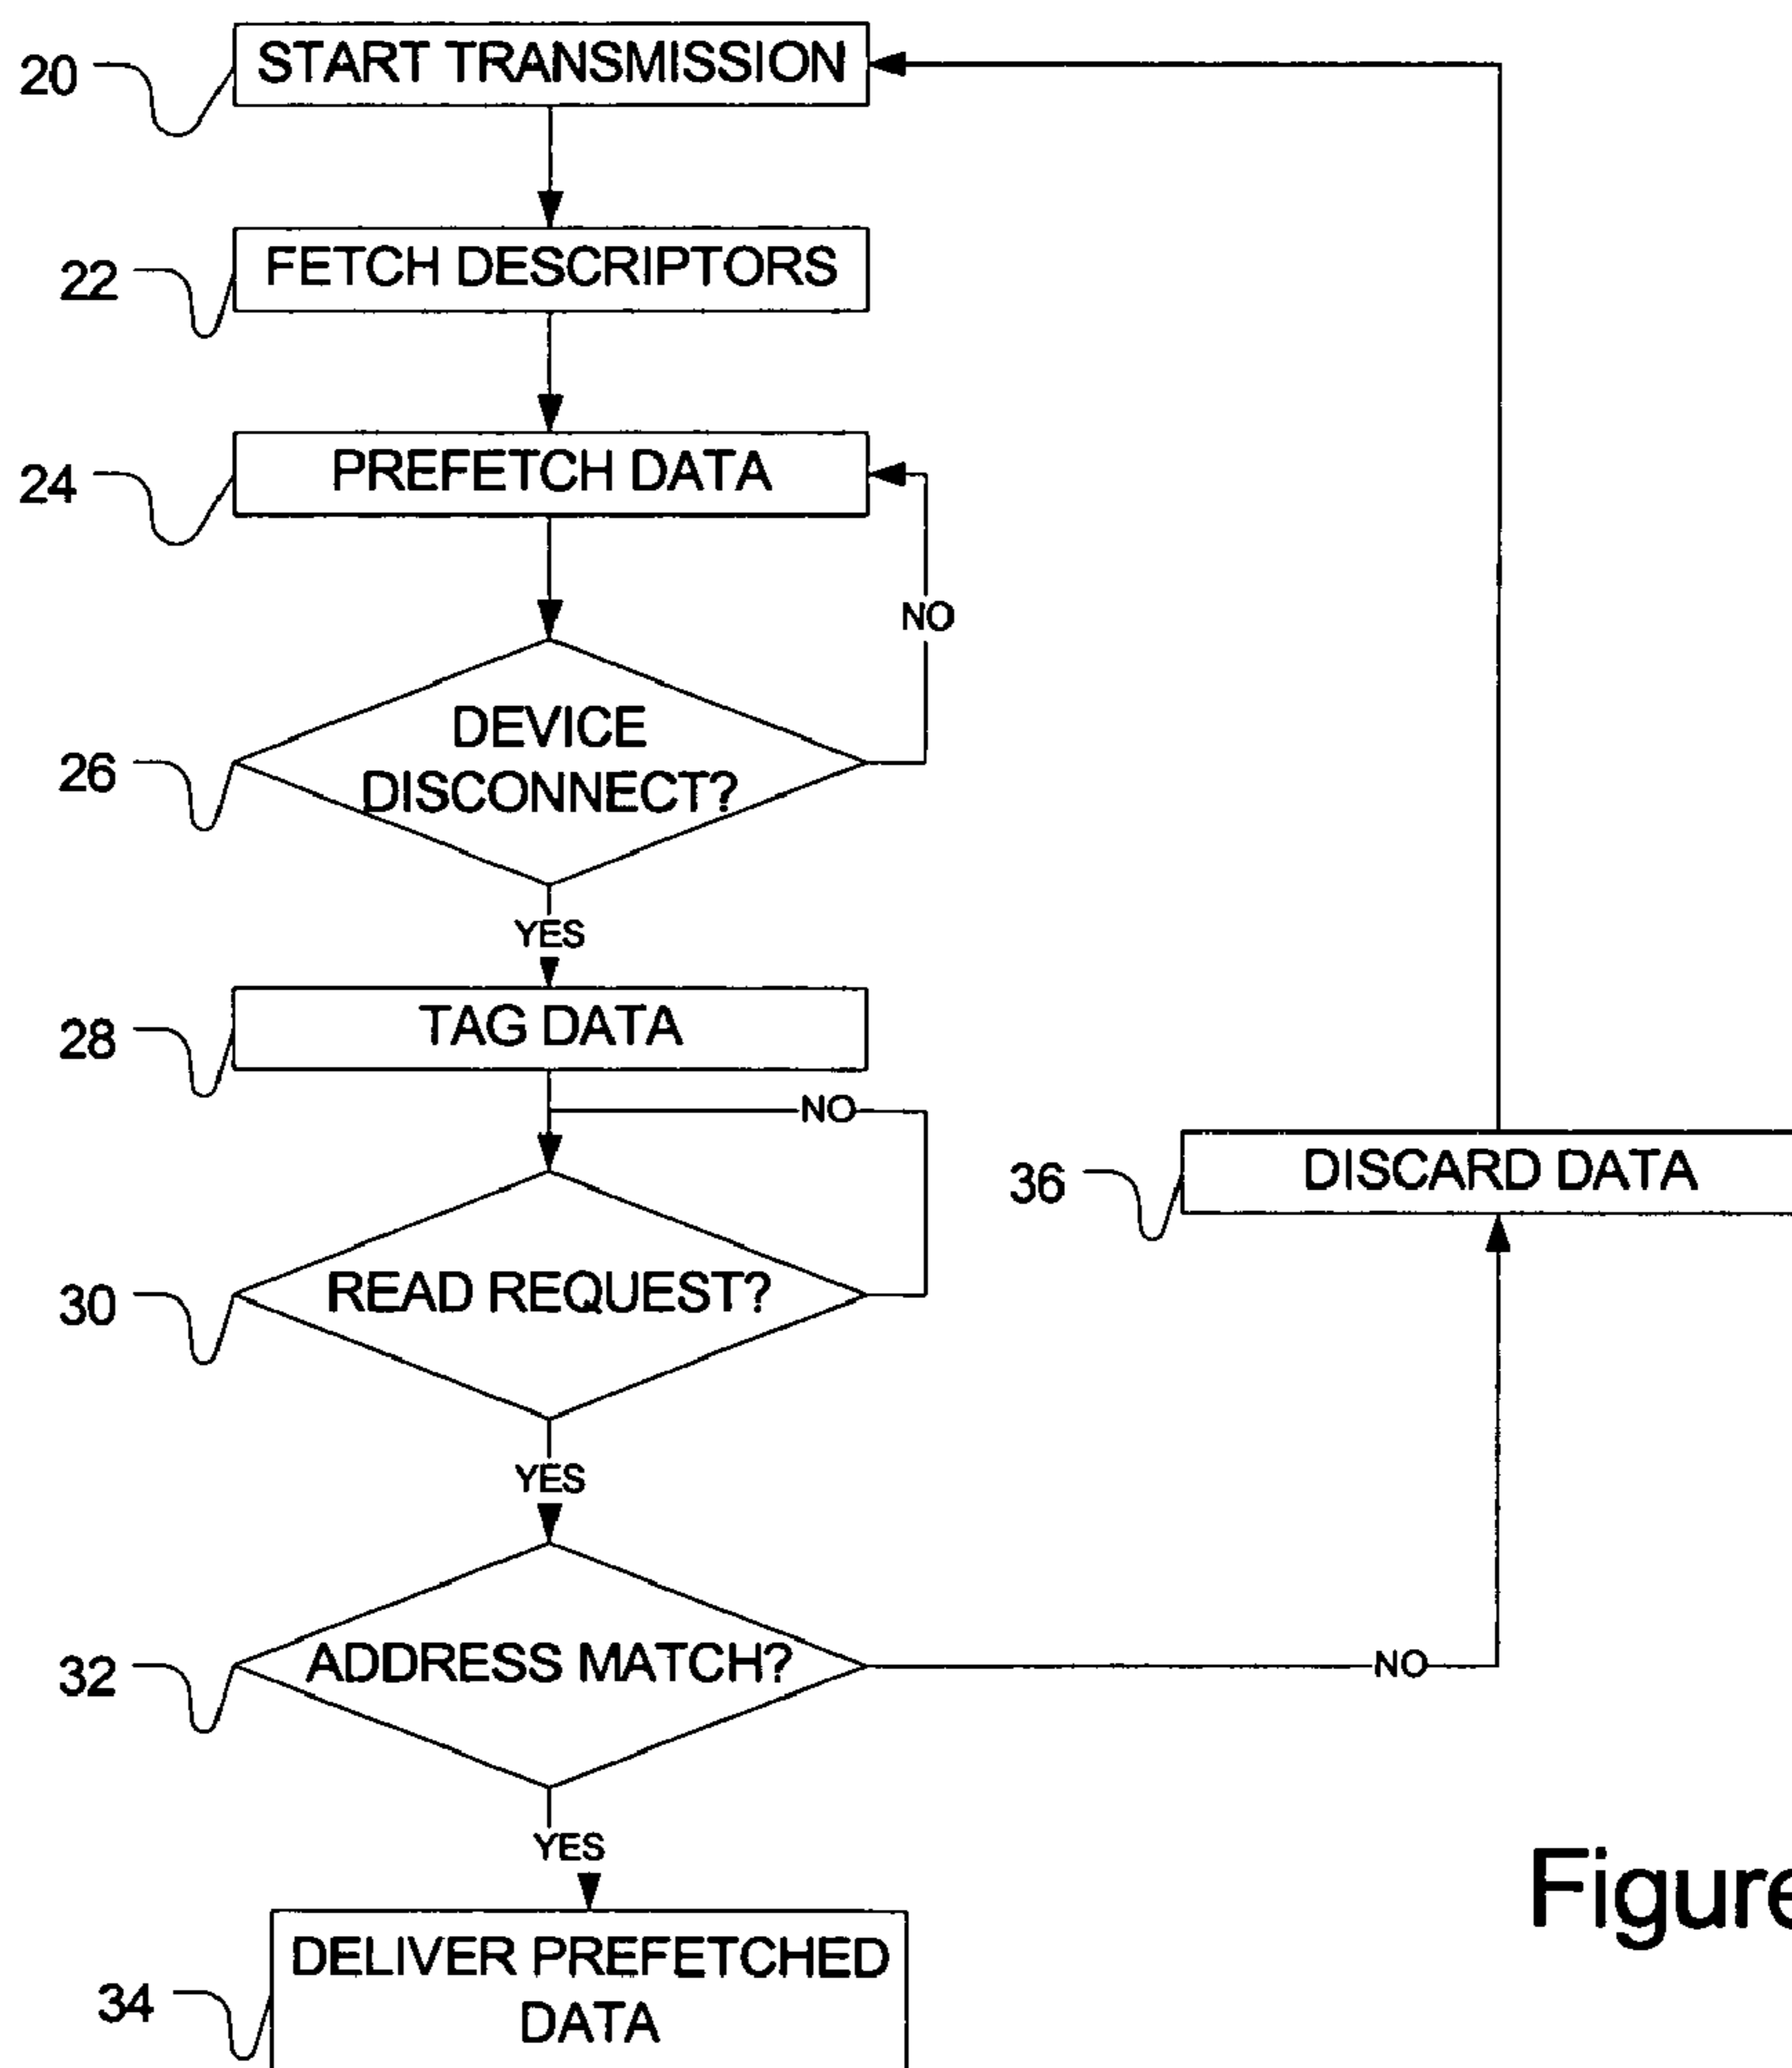 20
START TRANSMISSION
22
FETCH DESCRIPTORS
24
PREFETCH DATA
NO
26
DEVICE
DISCONNECT?
YES
28
TAG DATA
NO
36
DISCARD DATA
30
READ REQUEST?
YES
32
ADDRESS MATCH?
NO
YES
Figure
34
DELIVER PREFETCHED
DATA